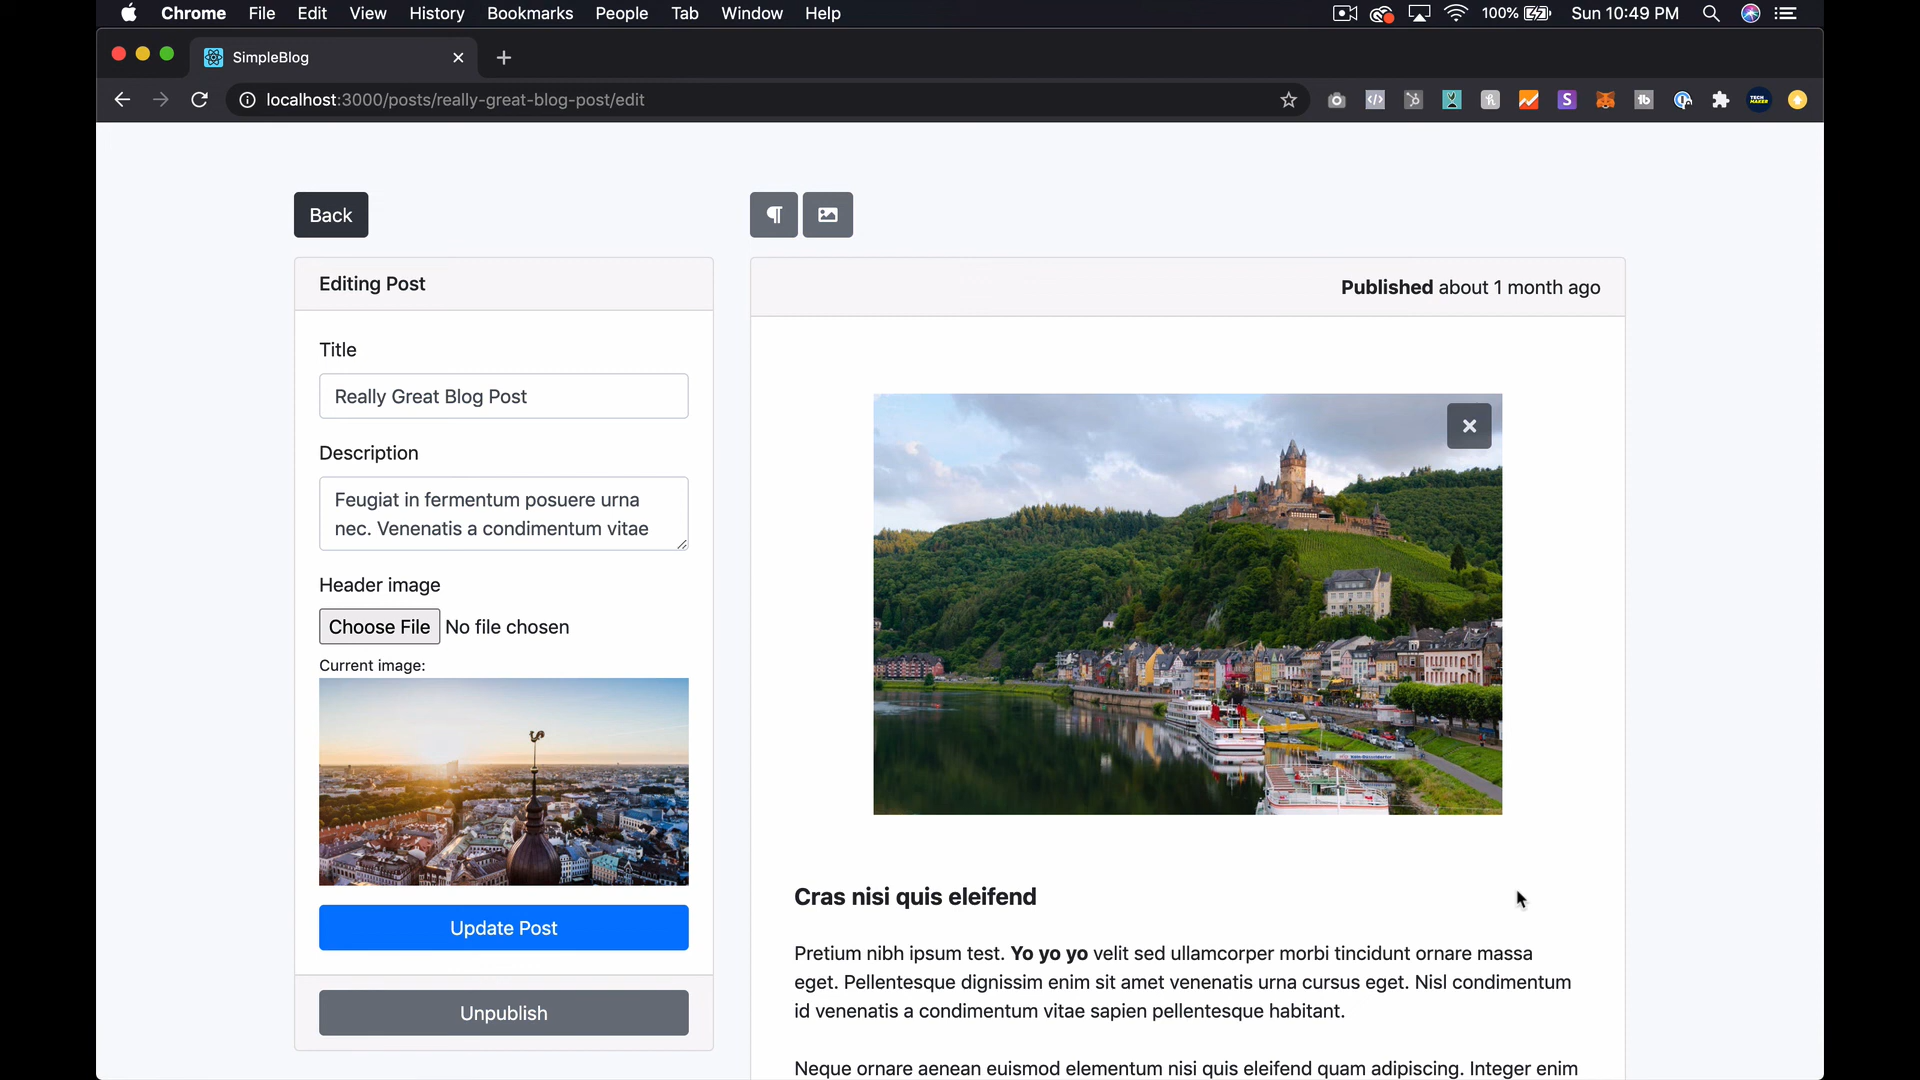 Chrome File Edit View History Bookmarks People Tab Window Help 100% Sun 10:49 PM
SimpleBlog
localhost:3000/posts/really-great-blog-post/edit
Back
Editing Post
Title
Really Great Blog Post
Description
Feugiat in fermentum posuere urna
nec. Venenatis a condimentum vitae
Header image
Choose File No file chosen
Current image:
Update Post
Unpublish
Published about 1 month ago
Cras nisi quis eleifend
Pretium nibh ipsum test. Yo yo yo velit sed ullamcorper morbi tincidunt ornare massa
eget. Pellentesque dignissim enim sit amet venenatis urna cursus eget. Nisl condimentum
id venenatis a condimentum vitae sapien pellentesque habitant.
Neque ornare aenean euismod elementum nisi quis eleifend quam adipiscing. Integer enim